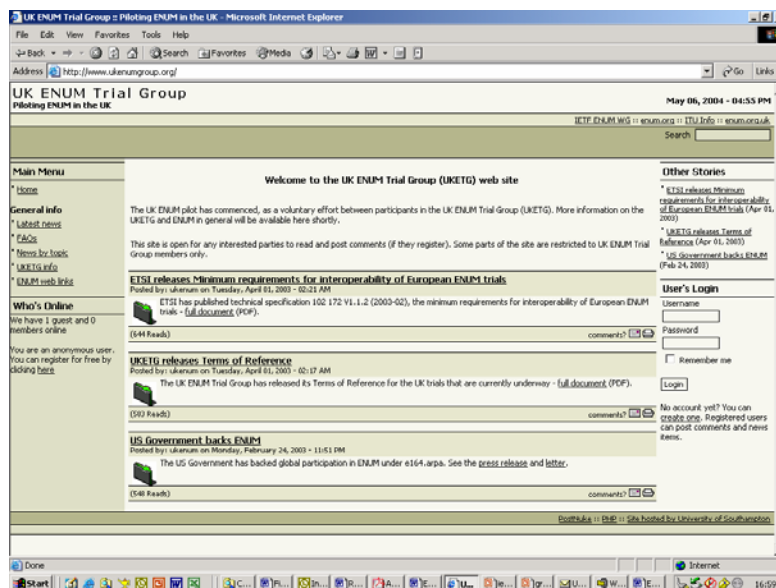 UK ENUM Trial Group :: Piloting ENUM in the UK - Microsoft Internet Explorer
File Edit View Favorites Tools Help
Back Search Favorites Media
Address http://www.ukenumgroup.org/ Go Links
UK ENUM Trial Group
Piloting ENUM in the UK
May 06, 2004 - 04:55 PM
IETF ENUM WG :: enum.org :: ITU Info :: enum.org.uk
Search
Main Menu
* Home
General info
* Latest news
* FAQs
* News by topic
* UKETG info
* ENUM web links
Who's Online
We have 1 guest and 0
members online
You are an anonymous user.
You can register for free by
clicking here
Welcome to the UK ENUM Trial Group (UKETG) web site
The UK ENUM pilot has commenced, as a voluntary effort between participants in the UK ENUM Trial Group (UKETG). More information on the
UKETG and ENUM in general will be available here shortly.
This site is open for any interested parties to read and post comments (if they register). Some parts of the site are restricted to UK ENUM Trial
Group members only.
ETSI releases Minimum requirements for interoperability of European ENUM trials
Posted by: ukenum on Tuesday, April 01, 2003 - 02:21 AM
ETSI has published technical specification 102 172 V1.1.2 (2003-02), the minimum requirements for interoperability of European ENUM
trials - full document (PDF).
(644 Reads) comments?
UKETG releases Terms of Reference
Posted by: ukenum on Tuesday, April 01, 2003 - 02:17 AM
The UK ENUM Trial Group has released its Terms of Reference for the UK trials that are currently underway - full document (PDF).
(583 Reads) comments?
US Government backs ENUM
Posted by: ukenum on Monday, February 24, 2003 - 11:51 PM
The US Government has backed global participation in ENUM under e164.arpa. See the press release and letter.
(548 Reads) comments?
Other Stories
* ETSI releases Minimum
requirements for interoperability
of European ENUM trials (Apr 01,
2003)
* UKETG releases Terms of
Reference (Apr 01, 2003)
* US Government backs ENUM
(Feb 24, 2003)
User's Login
Username
Password
Remember me
Login
No account yet? You can
create one. Registered users
can post comments and news
items.
PostNuke :: PHP :: Site hosted by University of Southampton
Done Internet
Start 16:59